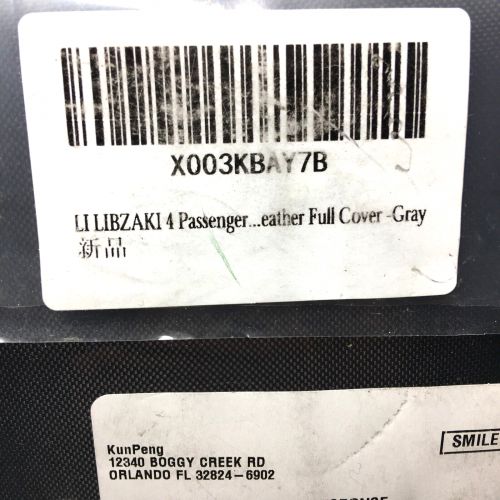 X003KBAY7B
LI LIBZAKI 4 Passenger...eather Full Cover -Gray
新品
KunPeng
12340 BOGGY CREEK RD
ORLANDO FL 32824-6902
SMILE